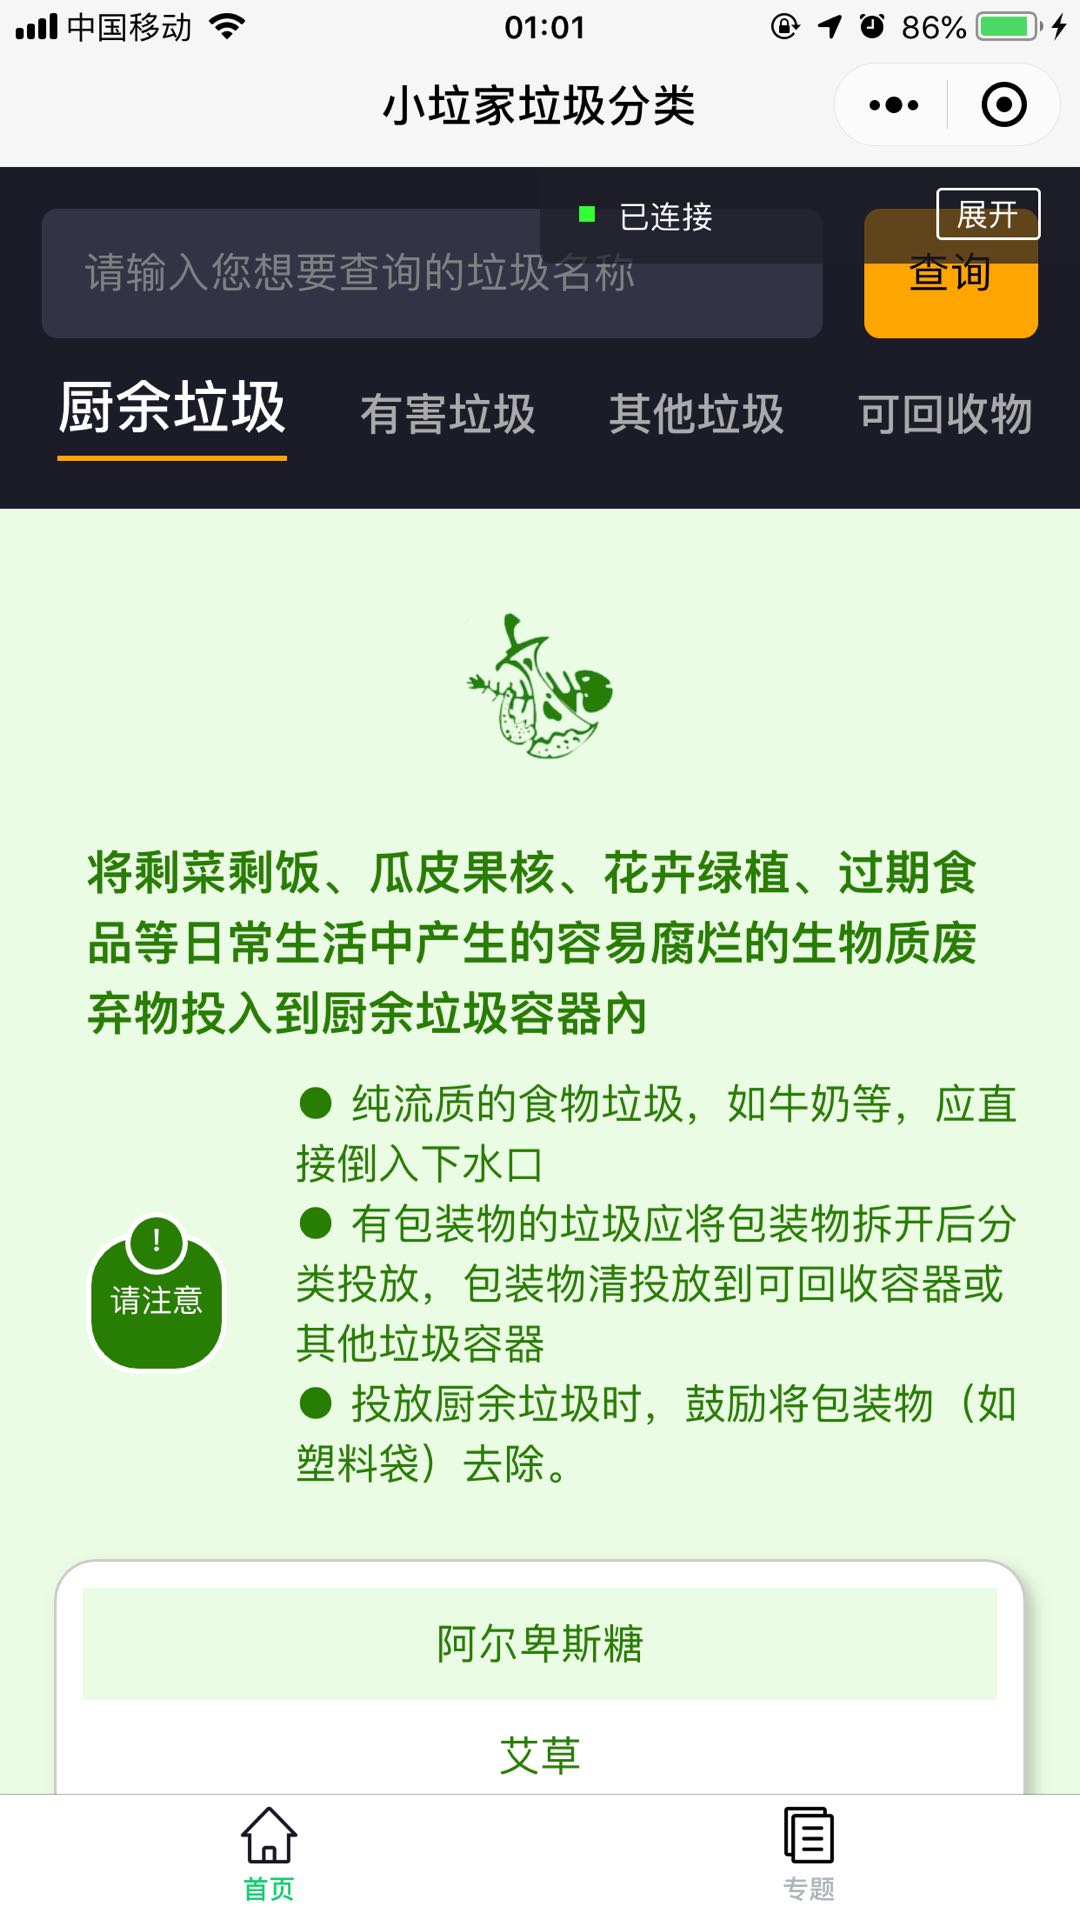 中国移动 01:01 86%
小垃家垃圾分类
已连接 展开
请输入您想要查询的垃圾名称 查询
厨余垃圾 有害垃圾 其他垃圾 可回收物
将剩菜剩饭、瓜皮果核、花卉绿植、过期食
品等日常生活中产生的容易腐烂的生物质废
弃物投入到厨余垃圾容器内
● 纯流质的食物垃圾，如牛奶等，应直
接倒入下水口
● 有包装物的垃圾应将包装物拆开后分
类投放，包装物清投放到可回收容器或
其他垃圾容器
● 投放厨余垃圾时，鼓励将包装物（如
塑料袋）去除。
!
请注意
阿尔卑斯糖
艾草
首页 专题